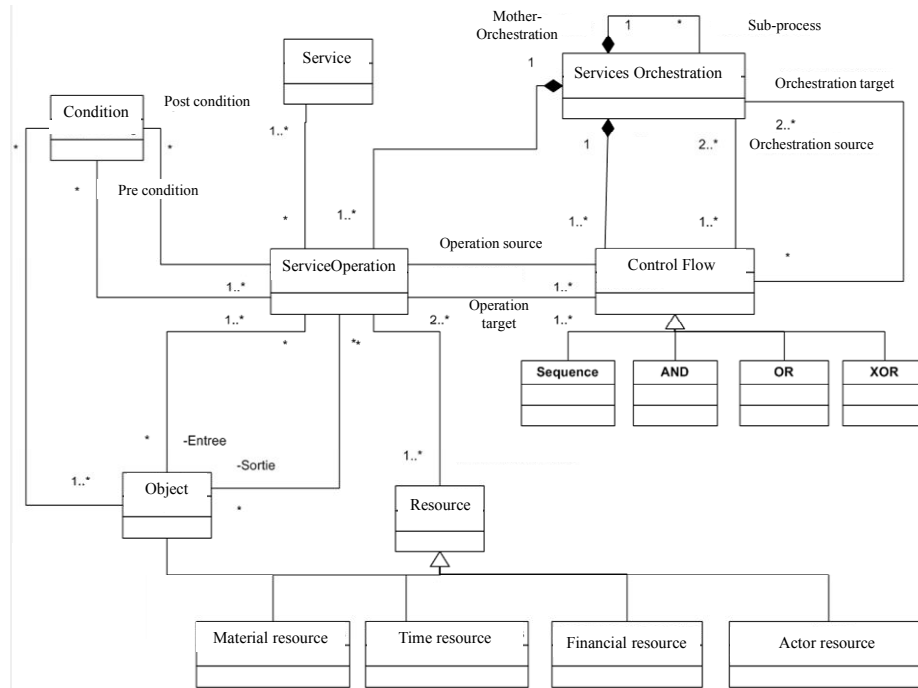 Mother-
Orchestration
1
*
Sub-process
1
Service
Services Orchestration
Orchestration target
Post condition
Condition
1..*
*
*
1
2..*
2..*
Orchestration source
*
Pre condition
*
1..*
1..*
1..*
Operation source
ServiceOperation
Control Flow
*
1..*
1..*
Operation
target
1..*
2..*
1..*
*
**
Sequence
AND
OR
XOR
*
-Entree
-Sortie
1..*
1..*
Object
*
Resource
Material resource
Time resource
Financial resource
Actor resource